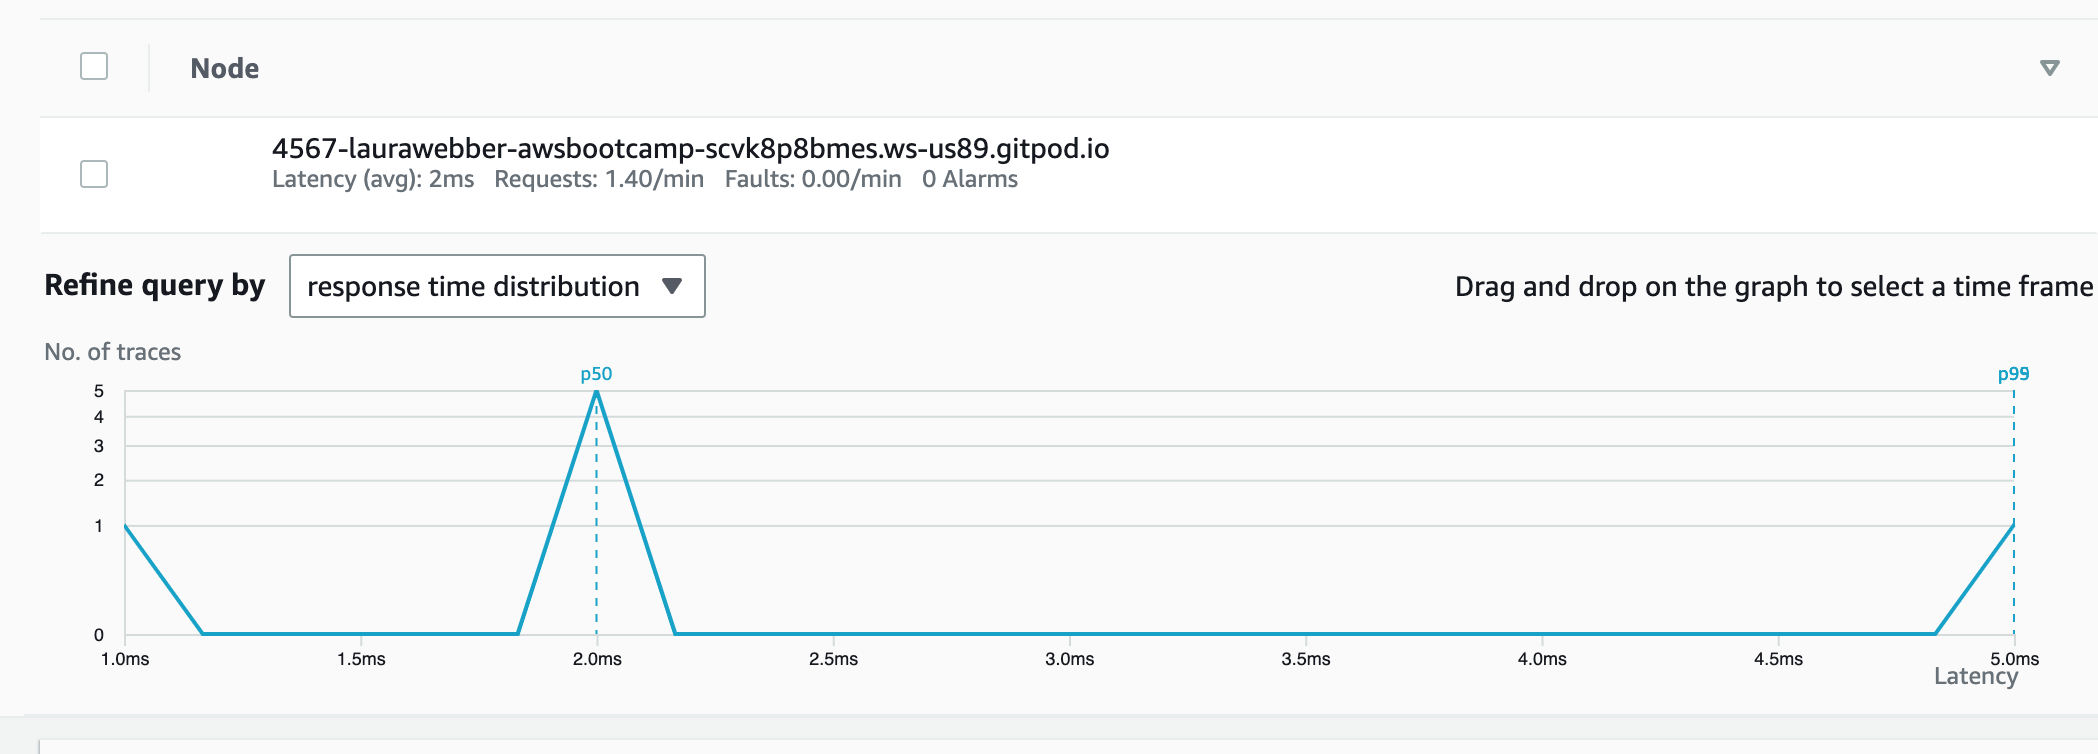 Node
4567-laurawebber-awsbootcamp-scvk8p8bmes.ws-us89.gitpod.io
Latency (avg): 2ms Requests: 1.40/min Faults: 0.00/min 0 Alarms
Refine query by response time distribution Drag and drop on the graph to select a time frame
No. of traces
p50 p99
5
4
3
2
1
0
1.0ms 1.5ms 2.0ms 2.5ms 3.0ms 3.5ms 4.0ms 4.5ms 5.0ms
Latency